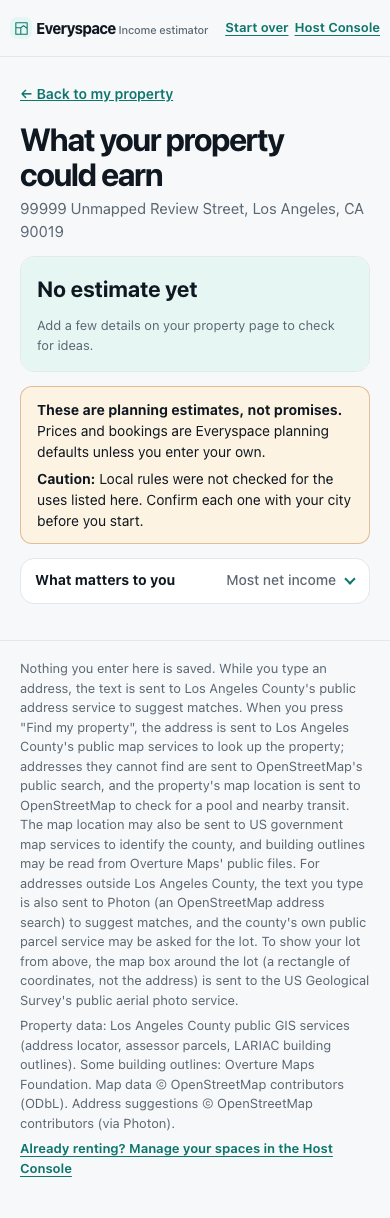 Everyspace Income estimator Start over Host Console
← Back to my property
What your property
could earn
99999 Unmapped Review Street, Los Angeles, CA
90019
No estimate yet
Add a few details on your property page to check
for ideas.
These are planning estimates, not promises.
Prices and bookings are Everyspace planning
defaults unless you enter your own.
Caution: Local rules were not checked for the
uses listed here. Confirm each one with your city
before you start.
What matters to you Most net income
Nothing you enter here is saved. While you type an
address, the text is sent to Los Angeles County's public
address service to suggest matches. When you press
"Find my property", the address is sent to Los Angeles
County's public map services to look up the property;
addresses they cannot find are sent to OpenStreetMap's
public search, and the property's map location is sent to
OpenStreetMap to check for a pool and nearby transit.
The map location may also be sent to US government
map services to identify the county, and building outlines
may be read from Overture Maps' public files. For
addresses outside Los Angeles County, the text you type
is also sent to Photon (an OpenStreetMap address
search) to suggest matches, and the county's own public
parcel service may be asked for the lot. To show your lot
from above, the map box around the lot (a rectangle of
coordinates, not the address) is sent to the US Geological
Survey's public aerial photo service.
Property data: Los Angeles County public GIS services
(address locator, assessor parcels, LARIAC building
outlines). Some building outlines: Overture Maps
Foundation. Map data © OpenStreetMap contributors
(ODbL). Address suggestions © OpenStreetMap
contributors (via Photon).
Already renting? Manage your spaces in the Host
Console